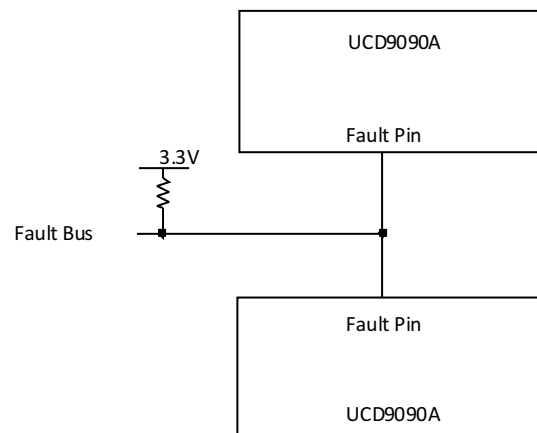 UCD9090A
Fault Pin
3.3V
Fault Bus
Fault Pin
UCD9090A